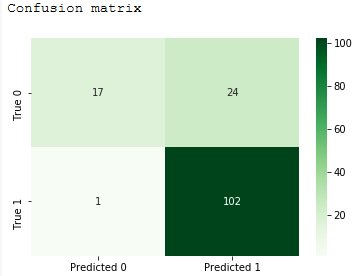 Confusion matrix
True 0
17
24
True 1
1
102
Predicted 0
Predicted 1
100
80
60
40
20